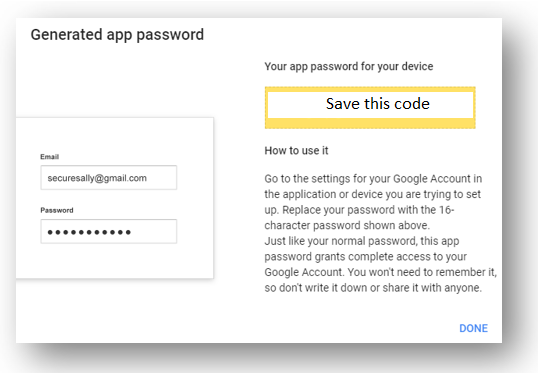 Generated app password
Your app password for your device
Save this code
Email
securesally@gmail.com
Password
How to use it
Go to the settings for your Google Account in
the application or device you are trying to set
up. Replace your password with the 16-
character password shown above.
Just like your normal password, this app
password grants complete access to your
Google Account. You won't need to remember it,
so don't write it down or share it with anyone.
DONE